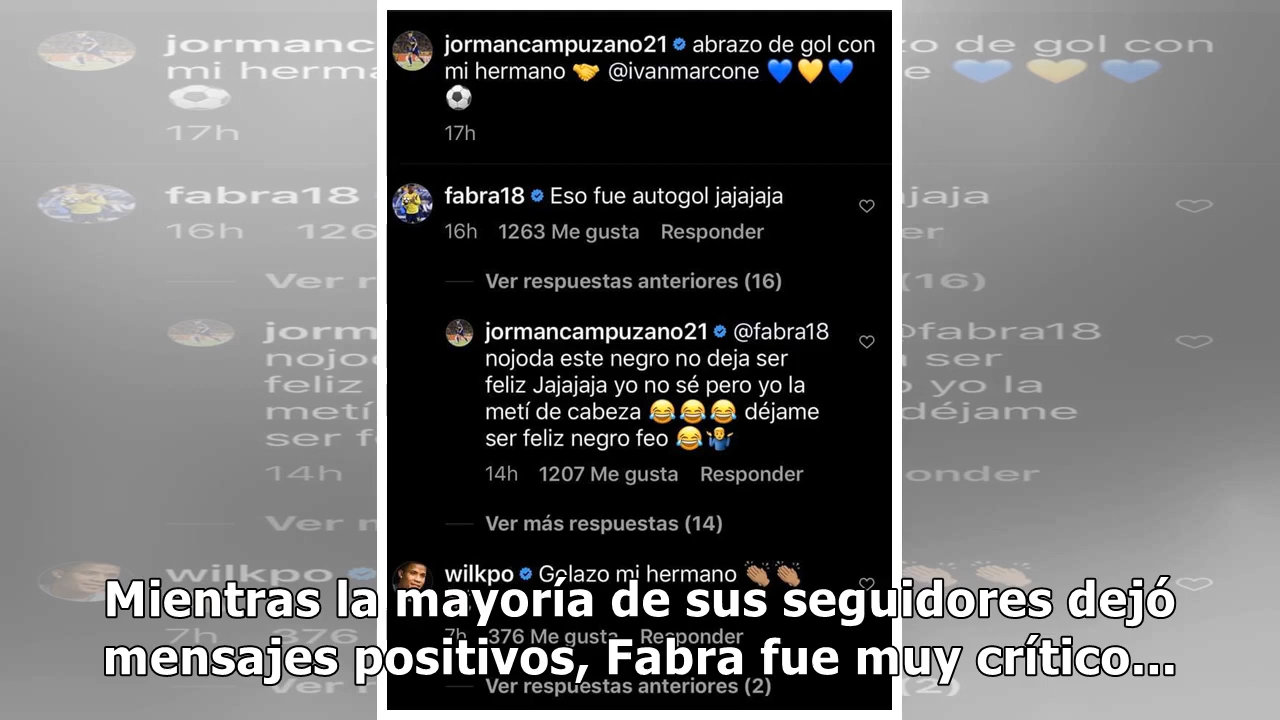 jormancampuzano21 abrazo de gol con
mi hermano 🤝 @ivanmarcone 💙💛💙
⚽
17h
fabra18 Eso fue autogol jajajaja
16h 1263 Me gusta Responder
Ver respuestas anteriores (16)
jormancampuzano21 @fabra18
nojoda este negro no deja ser
feliz Jajajaja yo no sé pero yo la
metí de cabeza 😂😂😂 déjame
ser feliz negro feo 😂🤷‍♂️
14h 1207 Me gusta Responder
Ver más respuestas (14)
wilkpo Golazo mi hermano 👏🏽👏🏽
7h 376 Me gusta Responder
Ver respuestas anteriores (2)
Mientras la mayoría de sus seguidores dejó
mensajes positivos, Fabra fue muy crítico...